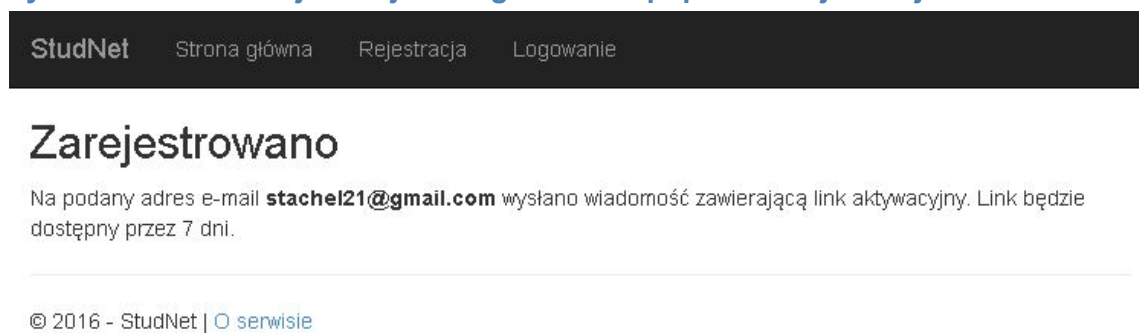 StudNet Strona główna Rejestracja Logowanie
Zarejestrowano
Na podany adres e-mail stachel21@gmail.com wysłano wiadomość zawierającą link aktywacyjny. Link będzie
dostępny przez 7 dni.
© 2016 - StudNet | O serwisie